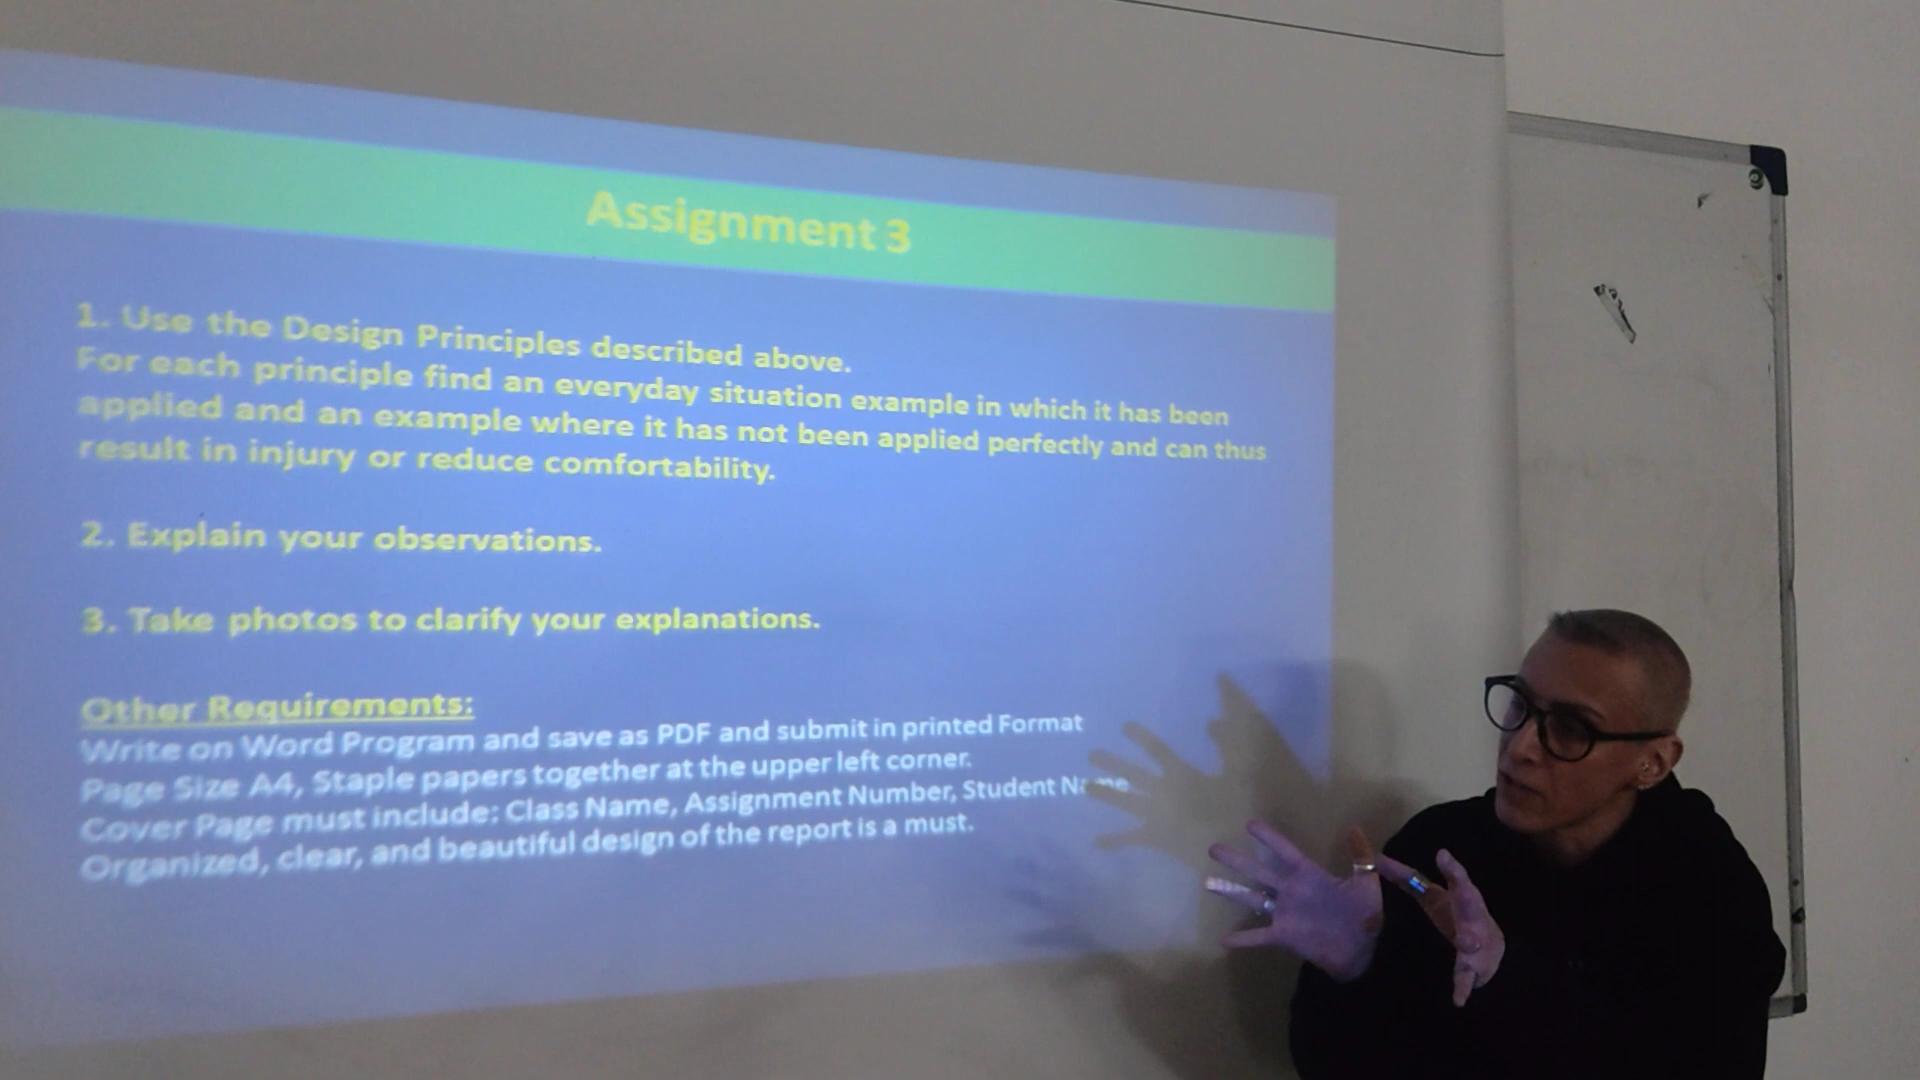 Assignment 3
1. Use the Design Principles described above.
For each principle find an everyday situation example in which it has been
applied and an example where it has not been applied perfectly and can thus
result in injury or reduce comfortability.
2. Explain your observations.
3. Take photos to clarify your explanations.
Other Requirements:
Write on Word Program and save as PDF and submit in printed Format
Page Size A4, Staple papers together at the upper left corner.
Cover Page must include: Class Name, Assignment Number, Student Name
Organized, clear, and beautiful design of the report is a must.